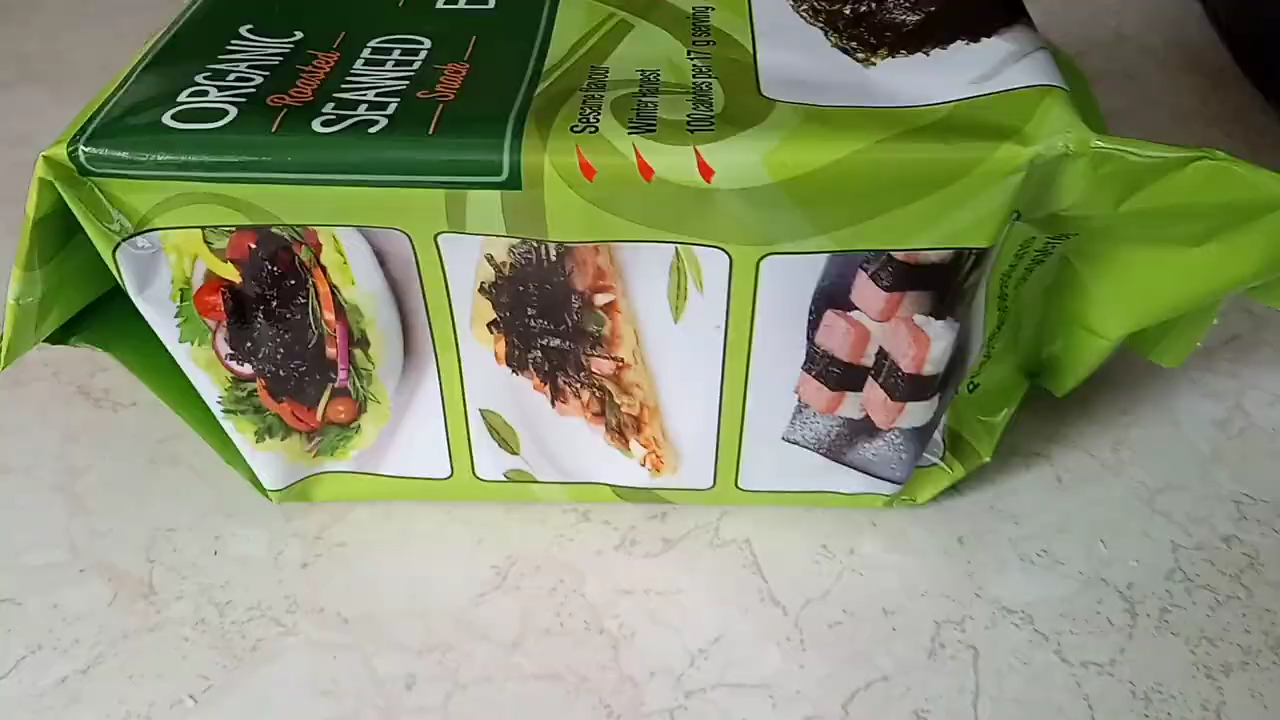 ORGANIC
Roasted
SEAWEED
Snack
Sesame flavour
Winter harvest
100 calories per 17 g serving